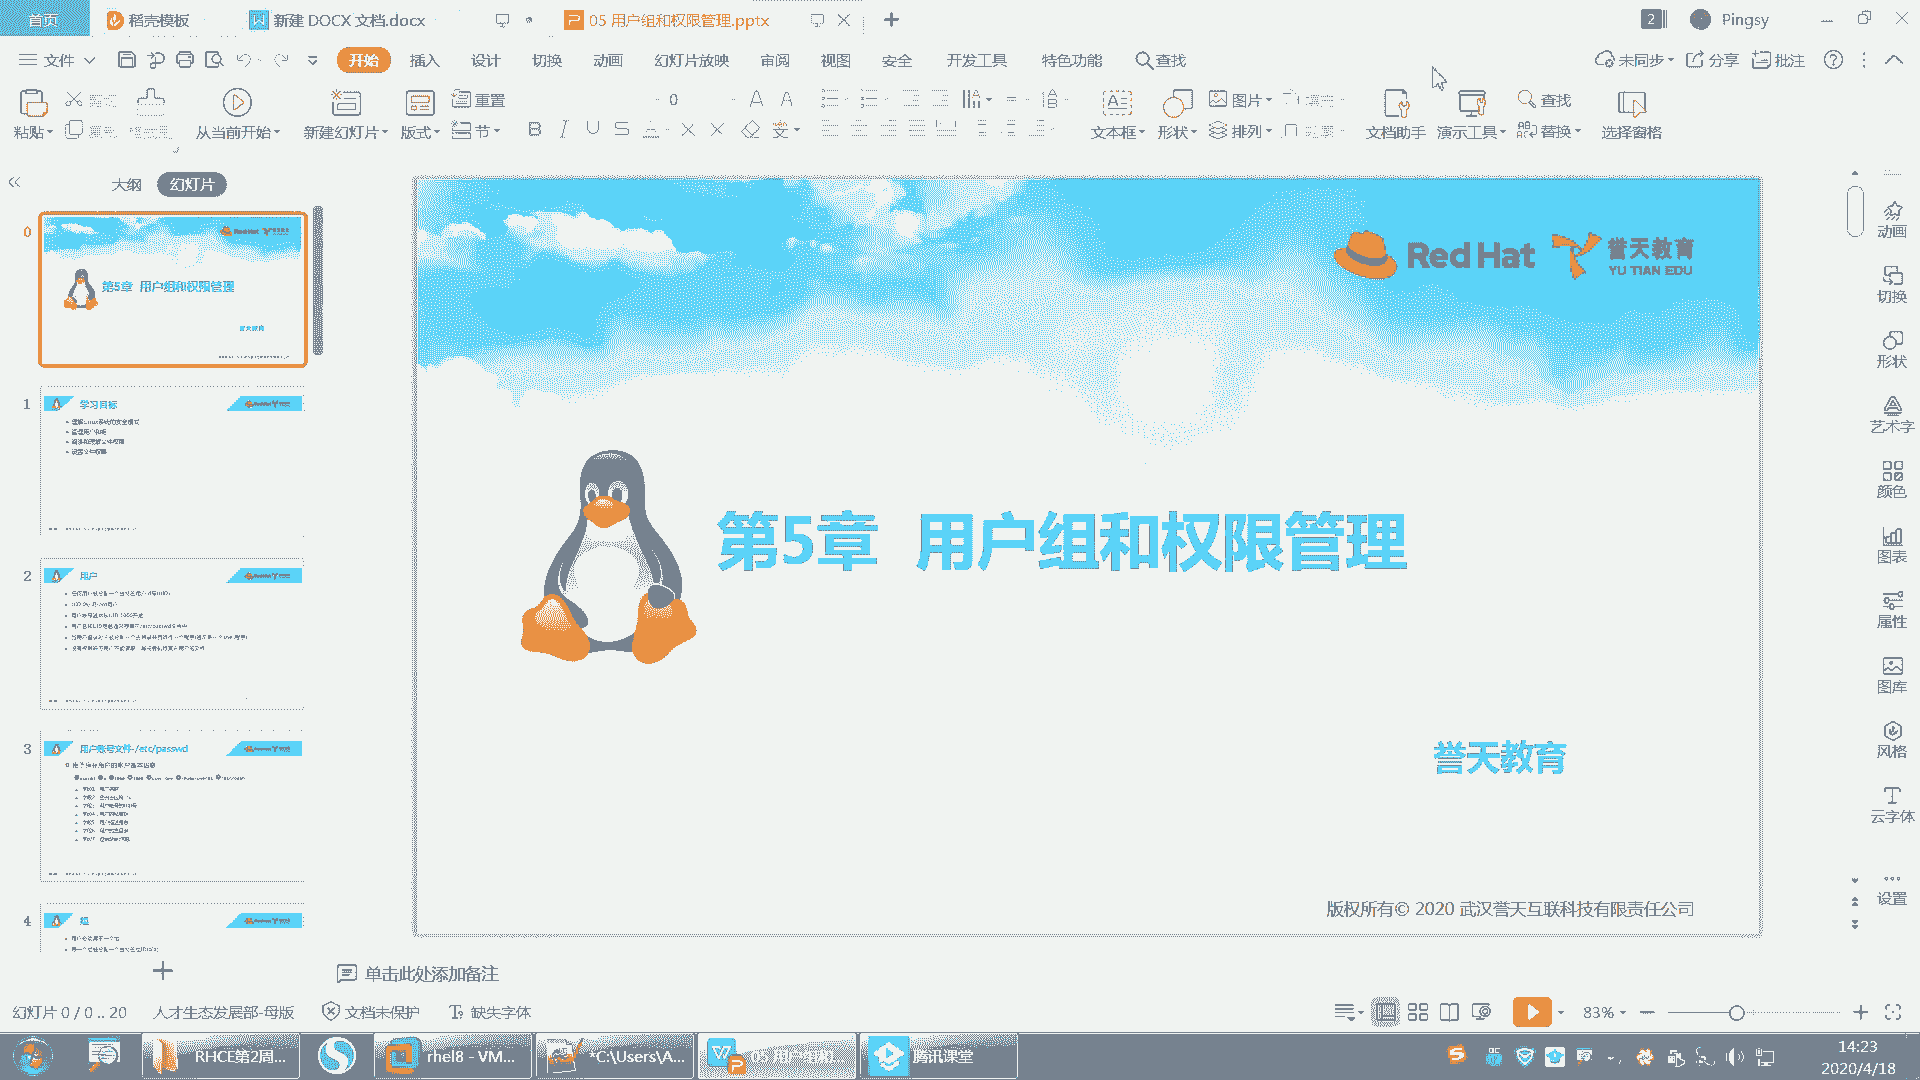 首页
稻壳模板
新建 DOCX 文档.docx
05 用户组和权限管理.pptx
2
Pingsy
文件
开始
插入
设计
切换
动画
幻灯片放映
审阅
视图
安全
开发工具
特色功能
查找
未同步
分享
批注
粘贴
从当前开始
新建幻灯片
版式
重置
节
0
文本框
形状
图片
排列
文档助手
演示工具
查找
替换
选择窗格
大纲
幻灯片
0
第5章 用户组和权限管理
誉天教育
1
学习目标
2
用户
3
用户账号文件-/etc/passwd
4
组
Red Hat
誉天教育
YU TIAN EDU
第5章 用户组和权限管理
誉天教育
版权所有© 2020 武汉誉天互联科技有限责任公司
动画
切换
形状
艺术字
颜色
图表
属性
图库
风格
云字体
设置
单击此处添加备注
幻灯片 0 / 0 .. 20
人才生态发展部-母版
文档未保护
缺失字体
83%
RHCE第2周...
rhel8 - VM...
*C:\Users\A...
05 用户组和...
腾讯课堂
14:23
2020/4/18